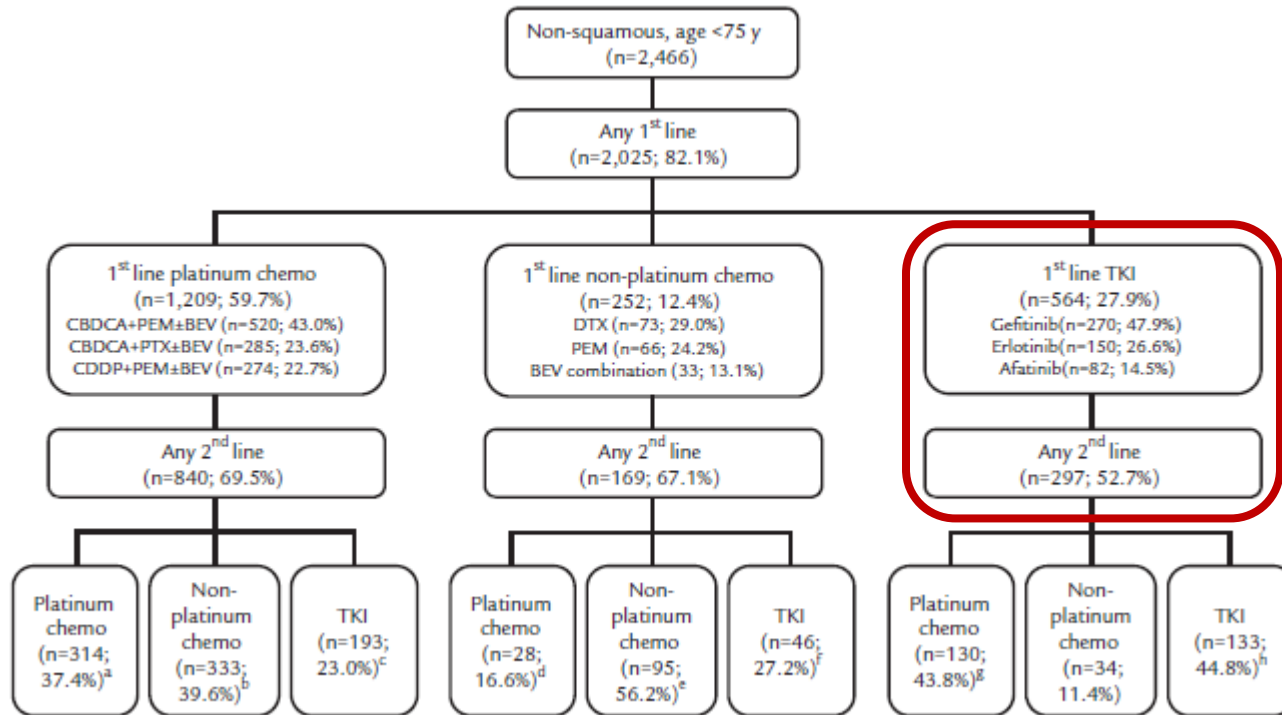 Non-squamous, age <75 y
(n=2,466)
Any 1st line
(n=2,025; 82.1%)
1st line platinum chemo
(n=1,209; 59.7%)
CBDCA+PEM±BEV (n=520; 43.0%)
CBDCA+PTX±BEV (n=285; 23.6%)
CDDP+PEM±BEV (n=274; 22.7%)
1st line non-platinum chemo
(n=252; 12.4%)
DTX (n=73; 29.0%)
PEM (n=66; 24.2%)
BEV combination (33; 13.1%)
1st line TKI
(n=564; 27.9%)
Gefitinib(n=270; 47.9%)
Erlotinib(n=150; 26.6%)
Afatinib(n=82; 14.5%)
Any 2nd line
(n=840; 69.5%)
Any 2nd line
(n=169; 67.1%)
Any 2nd line
(n=297; 52.7%)
Platinum
chemo
(n=314;
37.4%)a
Non-
platinum
chemo
(n=333;
39.6%)b
TKI
(n=193;
23.0%)c
Platinum
chemo
(n=28;
16.6%)d
Non-
platinum
chemo
(n=95;
56.2%)e
TKI
(n=46;
27.2%)f
Platinum
chemo
(n=130;
43.8%)g
Non-
platinum
chemo
(n=34;
11.4%)
TKI
(n=133;
44.8%)h